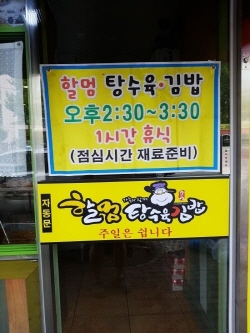 할멈 탕수육·김밥
오후2:30~3:30
1시간 휴식
(점심시간 재료준비)
자동문
할멈 탕수육김밥
주일은 쉽니다